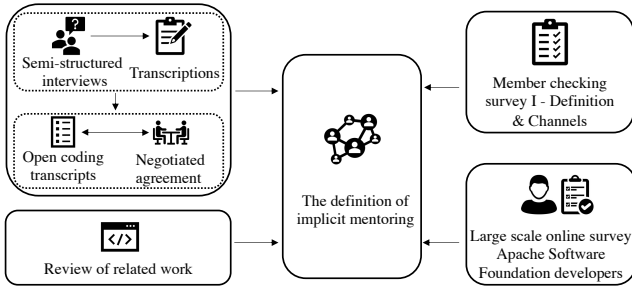 Semi-structured
interviews
Transcriptions
Open coding
transcripts
Negotiated
agreement
Review of related work
The definition of
implicit mentoring
Member checking
survey I - Definition
& Channels
Large scale online survey
Apache Software
Foundation developers